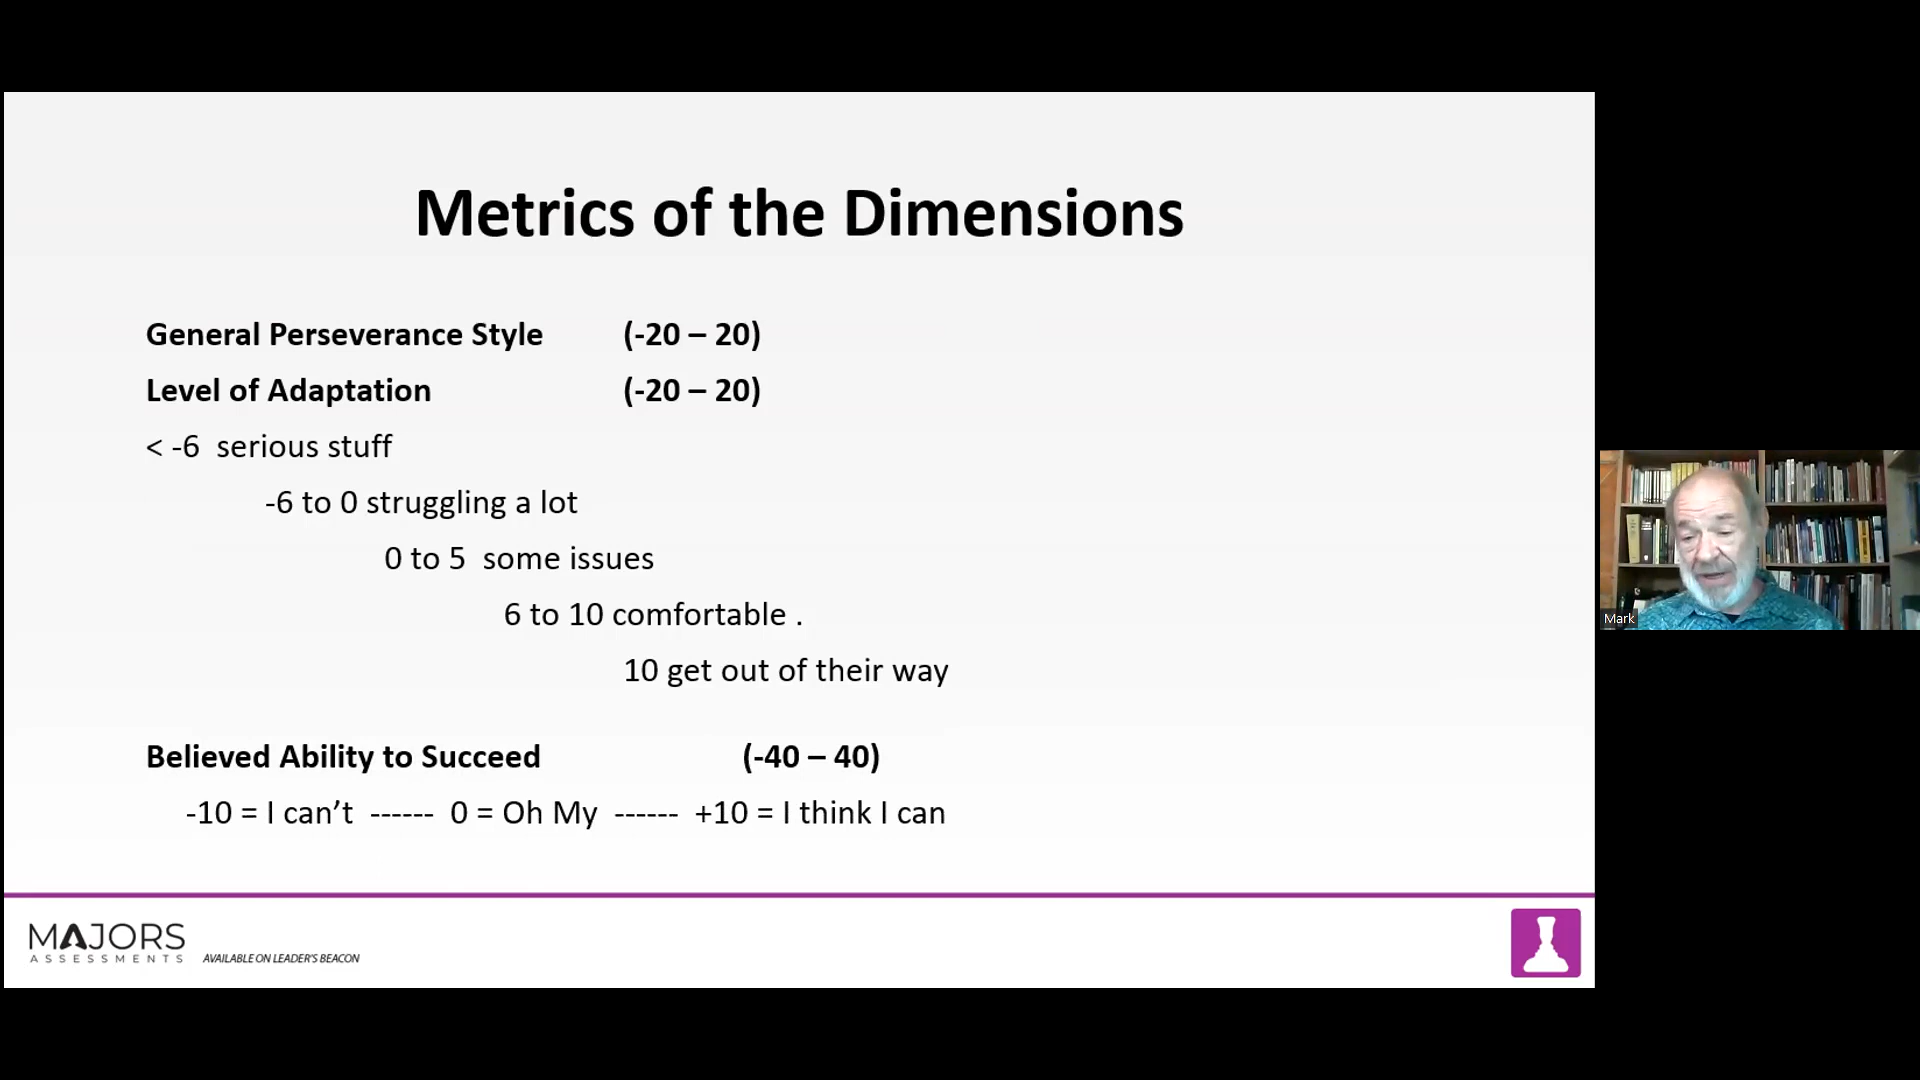 Metrics of the Dimensions
General Perseverance Style (-20 – 20)
Level of Adaptation (-20 – 20)
< -6 serious stuff
-6 to 0 struggling a lot
0 to 5 some issues
6 to 10 comfortable .
10 get out of their way
Believed Ability to Succeed (-40 – 40)
-10 = I can’t ------ 0 = Oh My ------ +10 = I think I can
MAJORS
ASSESSMENTS
AVAILABLE ON LEADER'S BEACON
Mark